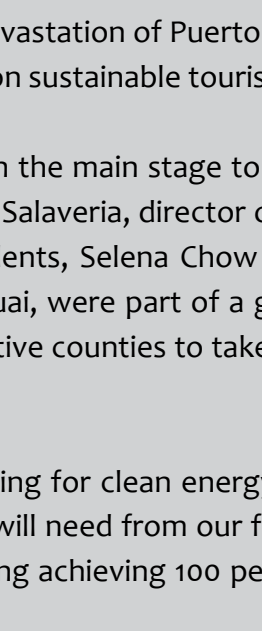 vastation of Puerto
on sustainable touris
n the main stage to
Salaveria, director
ents, Selena Chow
uai, were part of a
tive counties to take
ing for clean energy
will need from our f
ng achieving 100 pe